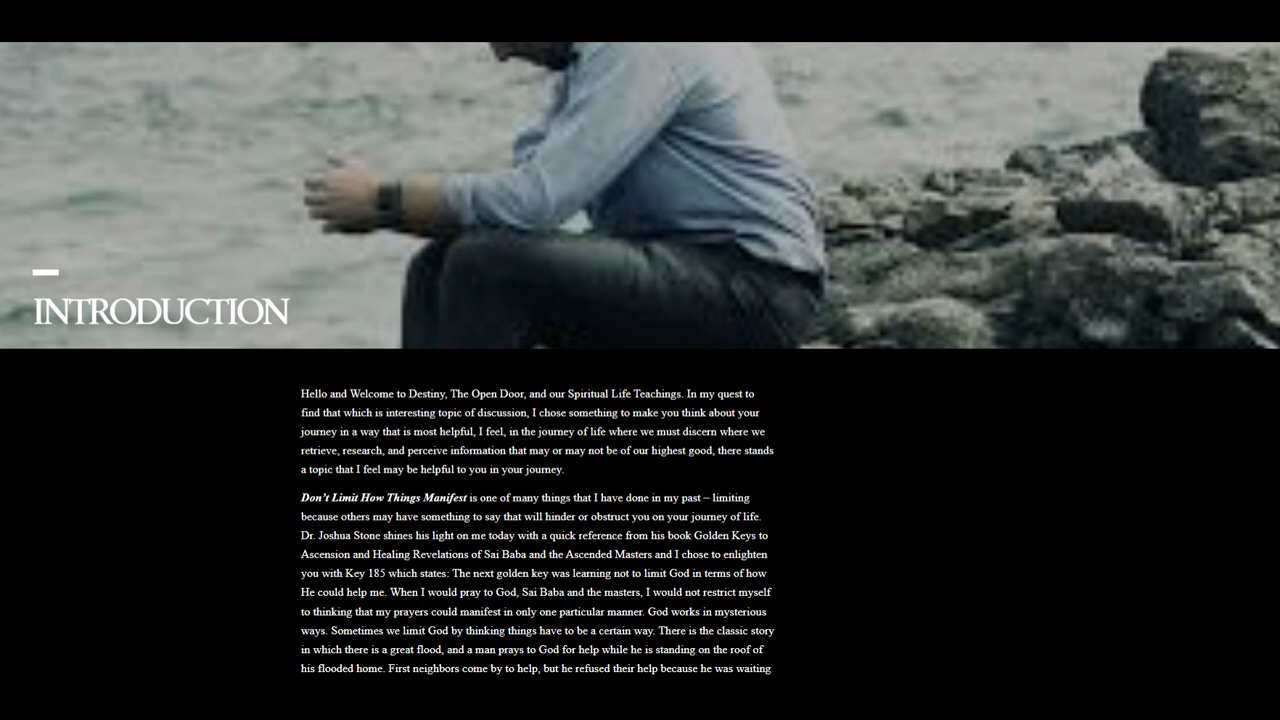 INTRODUCTION
Hello and Welcome to Destiny, The Open Door, and our Spiritual Life Teachings. In my quest to
find that which is interesting topic of discussion, I chose something to make you think about your
journey in a way that is most helpful, I feel, in the journey of life where we must discern where we
retrieve, research, and perceive information that may or may not be of our highest good, there stands
a topic that I feel may be helpful to you in your journey.
Don’t Limit How Things Manifest is one of many things that I have done in my past – limiting
because others may have something to say that will hinder or obstruct you on your journey of life.
Dr. Joshua Stone shines his light on me today with a quick reference from his book Golden Keys to
Ascension and Healing Revelations of Sai Baba and the Ascended Masters and I chose to enlighten
you with Key 185 which states: The next golden key was learning not to limit God in terms of how
He could help me. When I would pray to God, Sai Baba and the masters, I would not restrict myself
to thinking that my prayers could manifest in only one particular manner. God works in mysterious
ways. Sometimes we limit God by thinking things have to be a certain way. There is the classic story
in which there is a great flood, and a man prays to God for help while he is standing on the roof of
his flooded home. First neighbors come by to help, but he refused their help because he was waiting